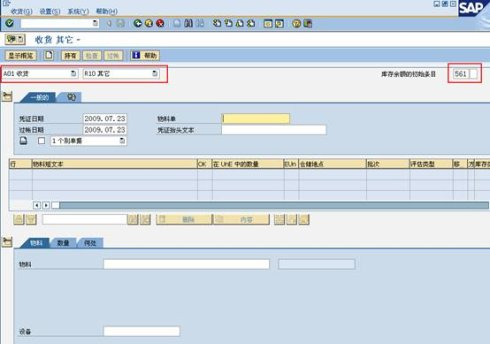 收货(G) 设置(S) 系统(Y) 帮助(H)
SAP
收货 其它 -
显示概览 持有 检查 过帐 帮助
A01 收货 R10 其它 库存余额的初始条目 561
一般的
凭证日期 2009.07.23 物料单
过帐日期 2009.07.23 凭证抬头文本
1 个别单据
行 物料短文本 OK 在 UnE 中的数量 EUn 仓储地点 批次 评估类型 移 方 库存类
删除 内容
物料 数量 何处
物料
设备